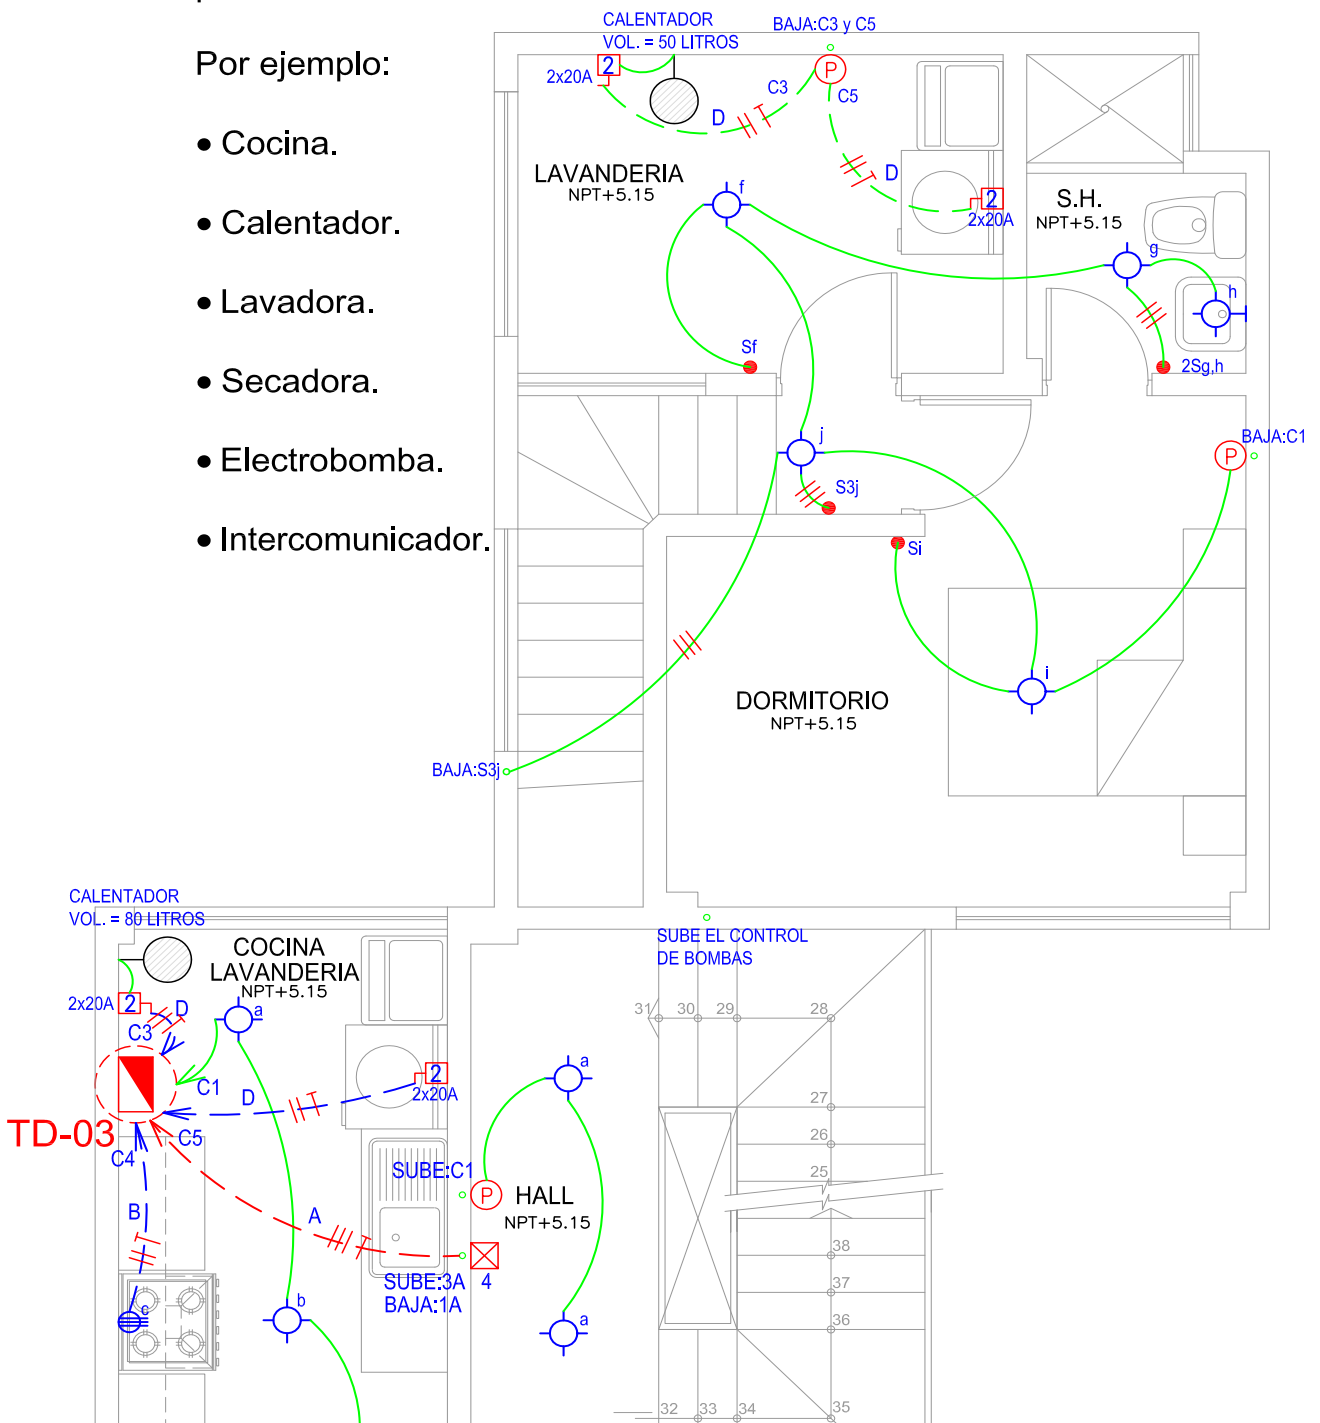 Por ejemplo:
• Cocina.
• Calentador.
• Lavadora.
• Secadora.
• Electrobomba.
• Intercomunicador.
CALENTADOR
VOL. = 50 LITROS
BAJA:C3 y C5
2
2x20A
P
C3
C5
D
D
LAVANDERIA
NPT+5.15
f
2
2x20A
S.H.
NPT+5.15
g
h
Sf
2Sg,h
j
BAJA:C1
P
S3j
Si
i
DORMITORIO
NPT+5.15
BAJA:S3j
CALENTADOR
VOL. = 80 LITROS
SUBE EL CONTROL
DE BOMBAS
COCINA
LAVANDERIA
NPT+5.15
2x20A
2
D
a
C3
C1
D
2
2x20A
a
TD-03
C5
C4
SUBE:C1
P
HALL
NPT+5.15
B
A
SUBE:3A
4
BAJA:1A
c
b
a
31
30
29
28
27
26
25
38
37
36
32
33
34
35